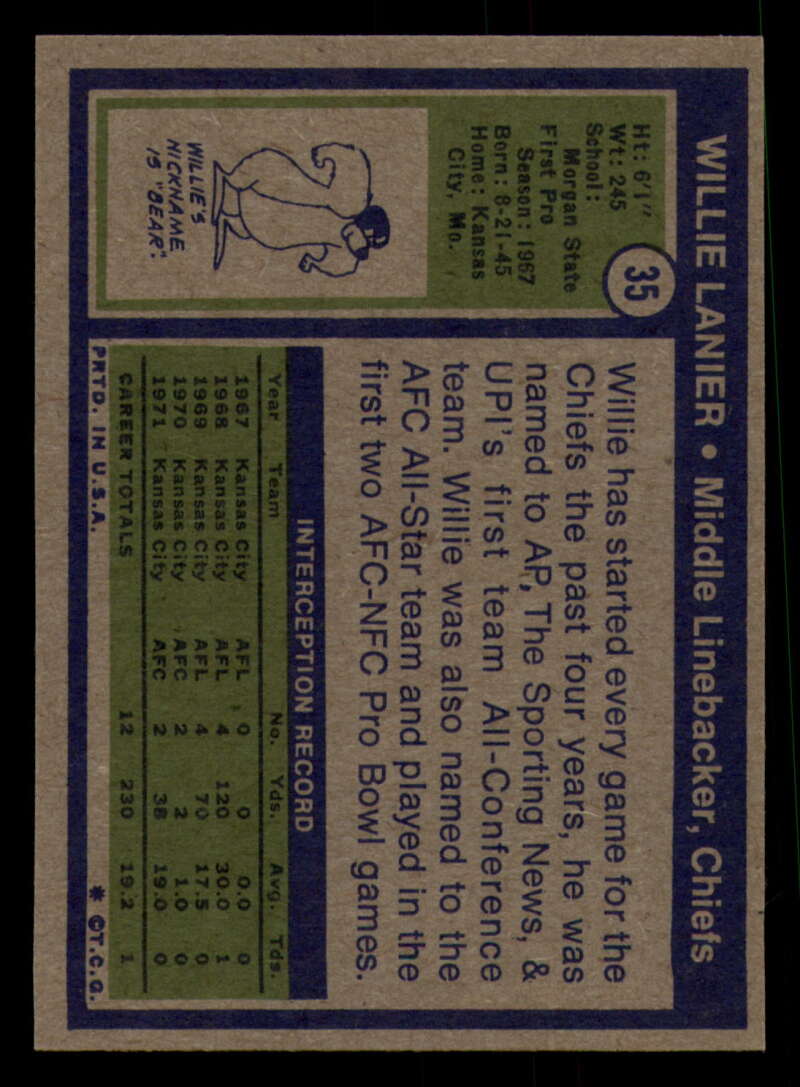 WILLIE LANIER • Middle Linebacker, Chiefs
35
Ht: 6'1"
Wt: 245
School:
Morgan State
First Pro
Season: 1967
Born: 8-21-45
Home: Kansas
City, Mo.
WILLIE'S
NICKNAME
IS "BEAR".
Willie has started every game for the
Chiefs the past four years, he was
named to AP, The Sporting News, &
UPI's first team All-Conference
team. Willie was also named to the
AFC All-Star team and played in the
first two AFC-NFC Pro Bowl games.
INTERCEPTION RECORD
Year Team No. Yds. Avg. Tds.
1967 Kansas City AFL 0 0 0.0 0
1968 Kansas City AFL 4 120 30.0 1
1969 Kansas City AFL 4 70 17.5 0
1970 Kansas City AFC 2 2 1.0 0
1971 Kansas City AFC 2 38 19.0 0
CAREER TOTALS 12 230 19.2 1
PRTD. IN U.S.A. * ©T.C.G.